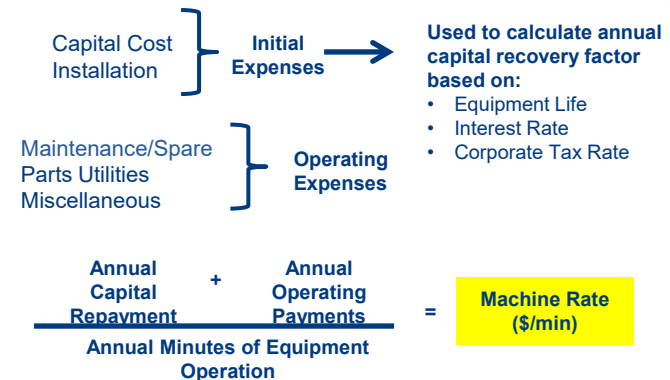 Capital Cost
Installation
Initial
Expenses
Used to calculate annual
capital recovery factor
based on:
• Equipment Life
• Interest Rate
• Corporate Tax Rate
Maintenance/Spare
Parts Utilities
Miscellaneous
Operating
Expenses
Annual
Capital
Repayment
+
Annual
Operating
Payments
=
Machine Rate
($/min)
Annual Minutes of Equipment
Operation